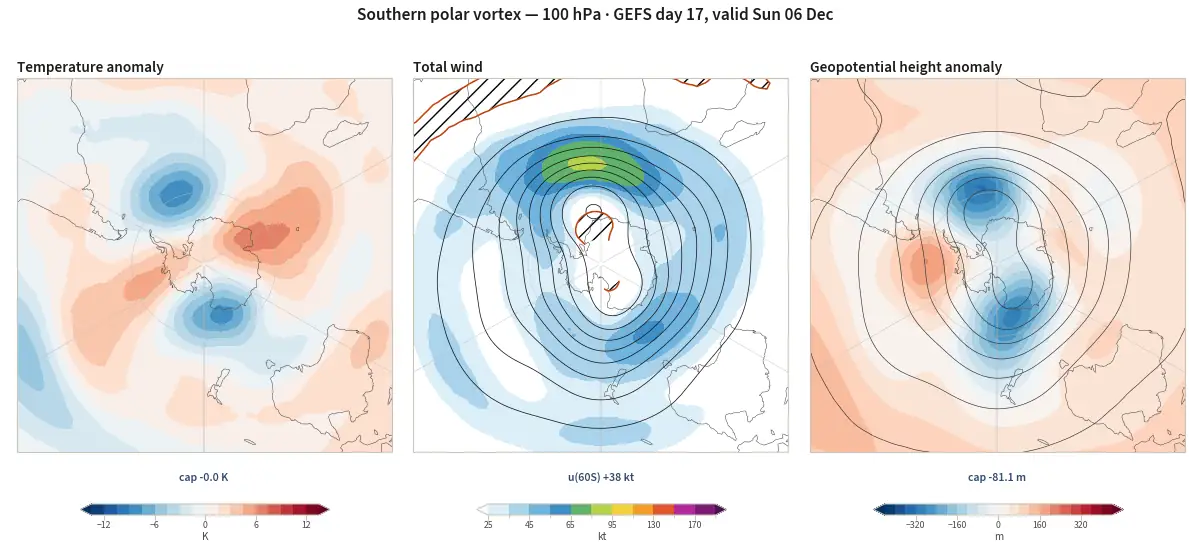 Southern polar vortex — 100 hPa · GEFS day 17, valid Sun 06 Dec
Temperature anomaly
Total wind
Geopotential height anomaly
cap -0.0 K
u(60S) +38 kt
cap -81.1 m
−12 −6 0 6 12
K
25 45 65 95 130 170
kt
−320 −160 0 160 320
m